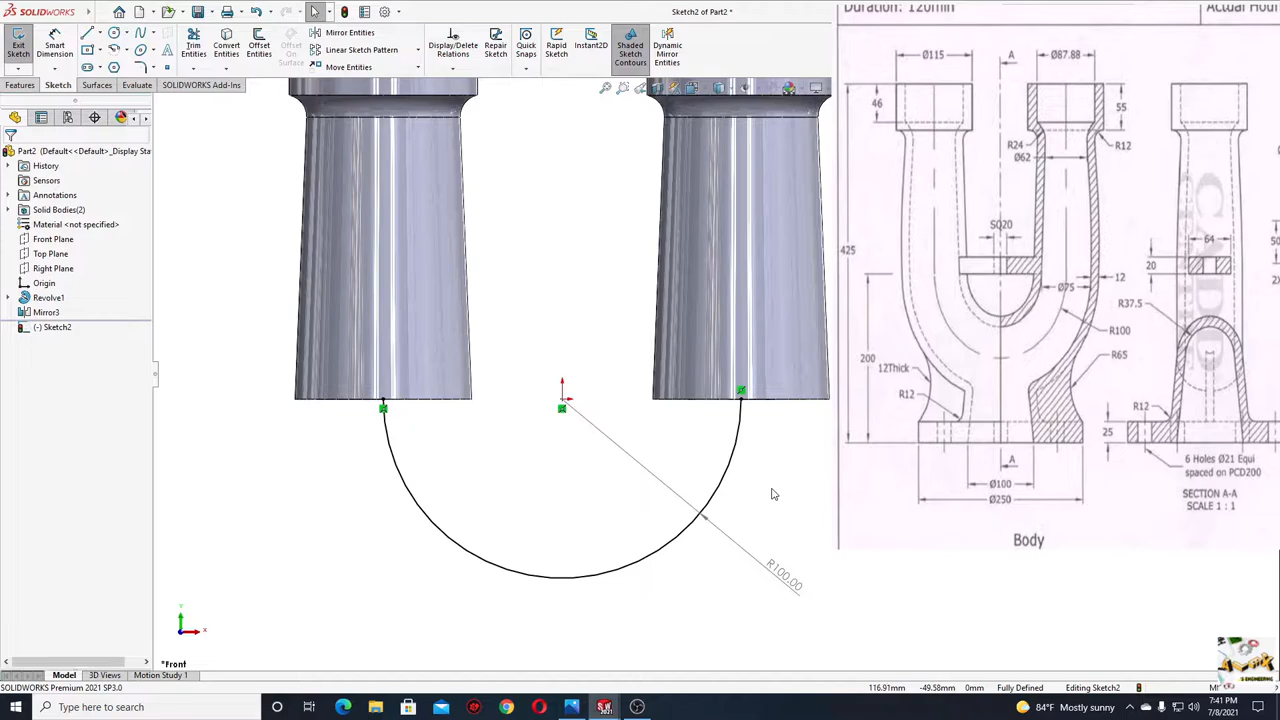 SOLIDWORKS
Sketch2 of Part2 *
Exit Sketch
Smart Dimension
Trim Entities
Convert Entities
Offset Entities
Offset On Surface
Mirror Entities
Linear Sketch Pattern
Move Entities
Display/Delete Relations
Repair Sketch
Quick Snaps
Rapid Sketch
Instant2D
Shaded Sketch Contours
Dynamic Mirror Entities
Features
Sketch
Surfaces
Evaluate
SOLIDWORKS Add-Ins
Part2 (Default<<Default>_Display Sta
History
Sensors
Annotations
Solid Bodies(2)
Material <not specified>
Front Plane
Top Plane
Right Plane
Origin
Revolve1
Mirror3
(-) Sketch2
R100.00
Y
X
*Front
Duration: 120min
Actual Hour
Ø115
A
Ø87.88
46
55
R24
R12
Ø62
SQ20
64
20
425
12
Ø75
R37.5
R100
200
12Thick
R65
R12
R12
25
A
Ø100
Ø250
6 Holes Ø21 Equi
spaced on PCD200
SECTION A-A
SCALE 1 : 1
Body
Model
3D Views
Motion Study 1
SOLIDWORKS Premium 2021 SP3.0
116.91mm
-49.58mm
0mm
Fully Defined
Editing Sketch2
Type here to search
84°F Mostly sunny
7:41 PM
7/8/2021